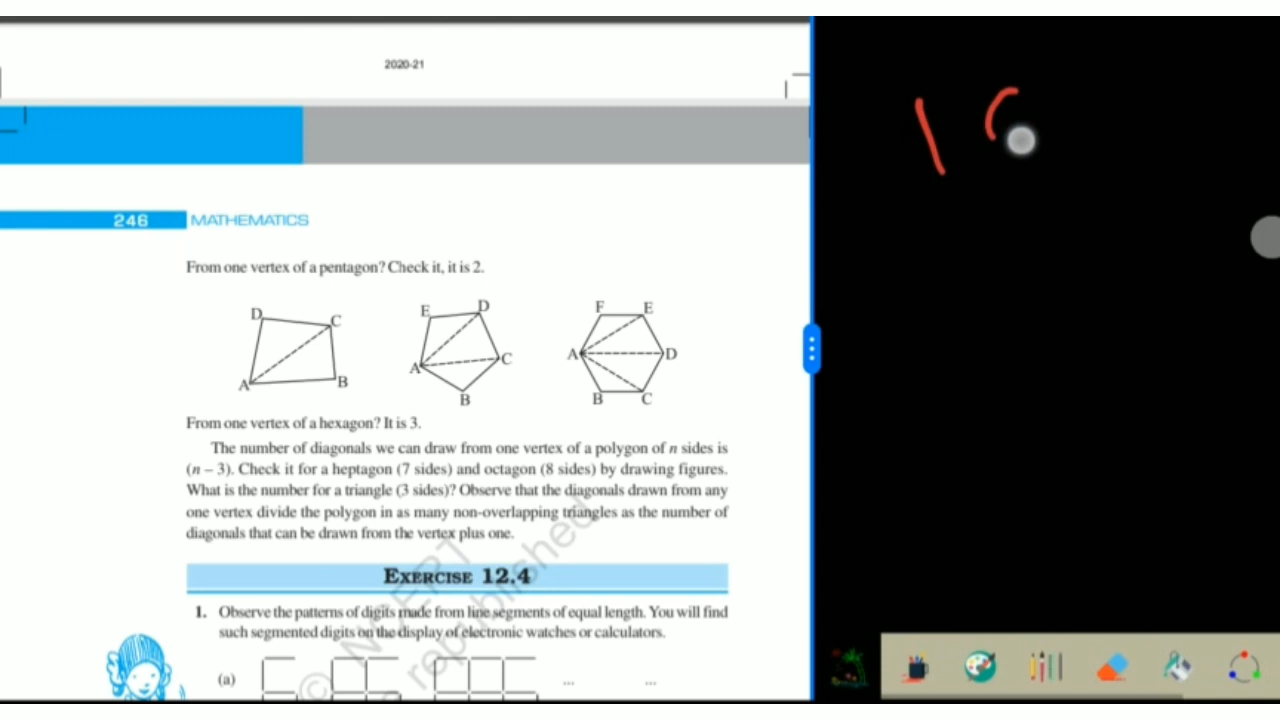 2020-21
246 MATHEMATICS
From one vertex of a pentagon? Check it, it is 2.
D C A B
E D A C B
F E A D B C
From one vertex of a hexagon? It is 3.
The number of diagonals we can draw from one vertex of a polygon of n sides is
(n – 3). Check it for a heptagon (7 sides) and octagon (8 sides) by drawing figures.
What is the number for a triangle (3 sides)? Observe that the diagonals drawn from any
one vertex divide the polygon in as many non-overlapping triangles as the number of
diagonals that can be drawn from the vertex plus one.
EXERCISE 12.4
1. Observe the patterns of digits made from line segments of equal length. You will find
such segmented digits on the display of electronic watches or calculators.
(a) ... ...
© NCERT
republished
1